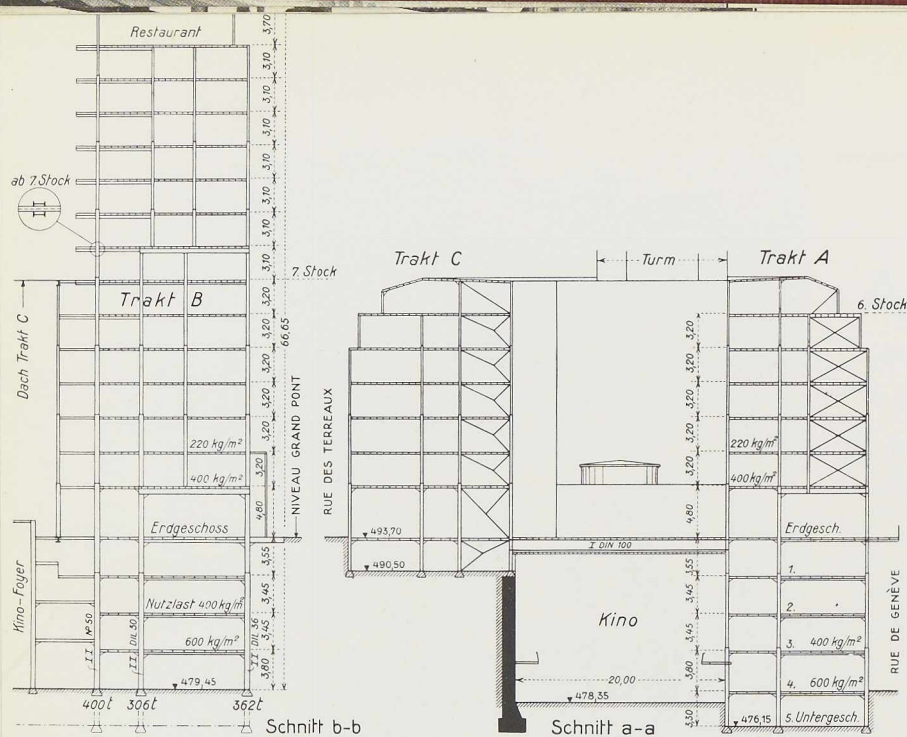 Restaurant
3,70
3,10
3,10
3,10
3,10
3,10
3,10
3,10
ab 7. Stock
7. Stock
Trakt B
Dach Trakt C
3,20
3,20
3,20
3,20
3,20
3,20
66,65
220 kg/m²
400 kg/m²
3,20
4,80
NIVEAU GRAND PONT
Erdgeschoss
3,55
Nutzlast 400 kg/m²
3,45
600 kg/m²
3,45
3,80
Kino-Foyer
II № 50
II DIL 30
II DIL 36
479,45
400t
306t
362t
Schnitt b-b
Trakt C
Turm
Trakt A
6. Stock
RUE DES TERREAUX
3,20
3,20
3,20
3,20
3,20
220 kg/m²
400 kg/m²
4,80
493,70
490,50
I DIN 100
Erdgesch.
3,55
1.
3,45
2. "
Kino
3,45
3. 400 kg/m²
3,80
4. 600 kg/m²
20,00
478,35
3,30
476,15
5. Untergesch.
RUE DE GENÈVE
Schnitt a-a